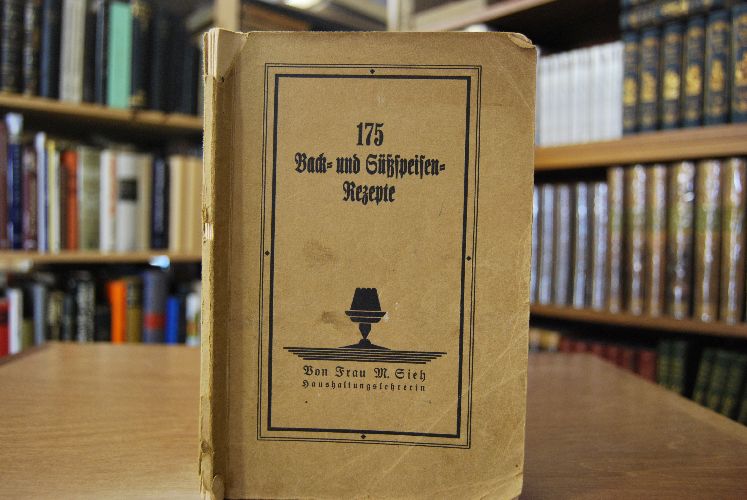 175
Back- und Süßspeisen-
Rezepte
Von Frau M. Sieh
Haushaltungslehrerin